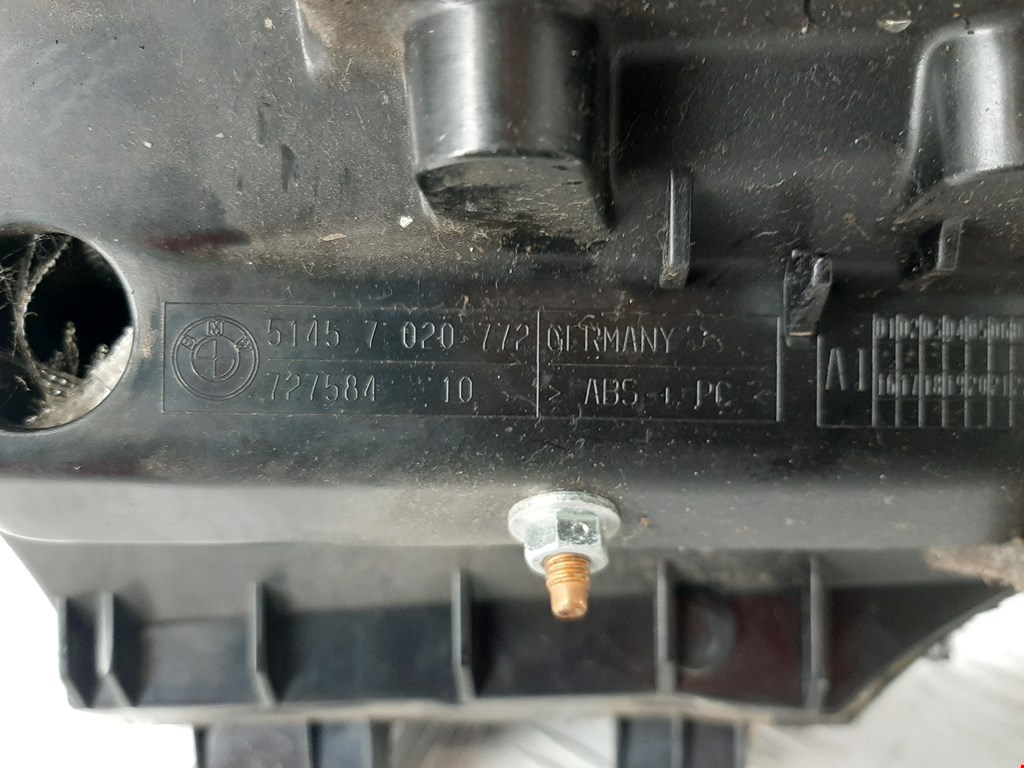 BMW
5145 7 020 772
727584 10
GERMANY
> ABS + PC <
A1